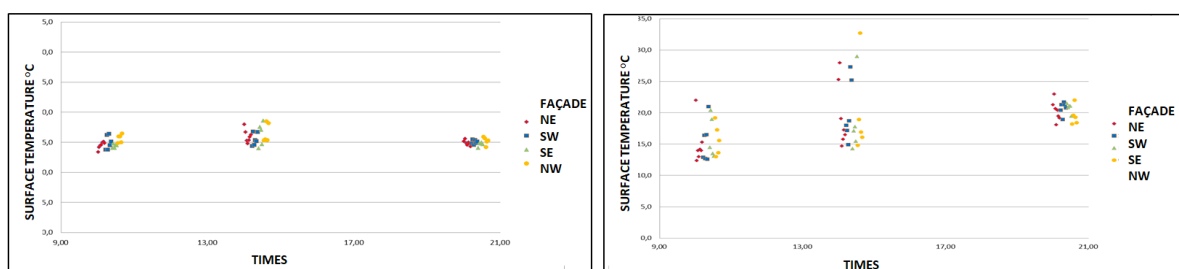 5,0
0,0
5,0
0,0
5,0
0,0
5,0
0,0
9,00 13,00 17,00 21,00
SURFACE TEMPERATURE ºC
TIMES
FAÇADE
NE
SW
SE
NW
35,0
30,0
25,0
20,0
15,0
10,0
5,0
0,0
9,00 13,00 17,00 21,00
SURFACE TEMPERATURE ºC
TIMES
FAÇADE
NE
SW
SE
NW